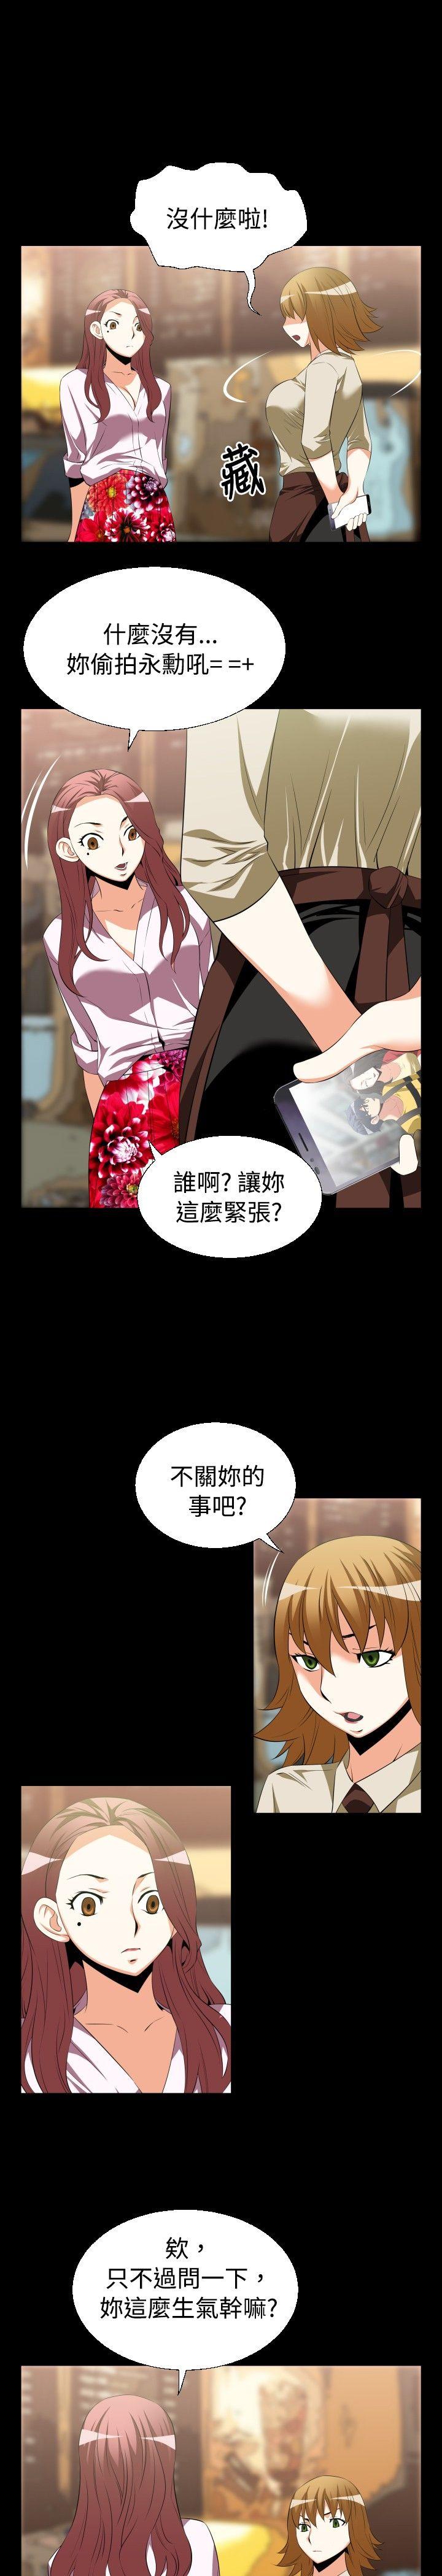 沒什麼啦!
藏
什麼沒有...
妳偷拍永勳吼= =+
誰啊? 讓妳
這麼緊張?
不關妳的
事吧?
欸，
只不過問一下，
妳這麼生氣幹嘛?